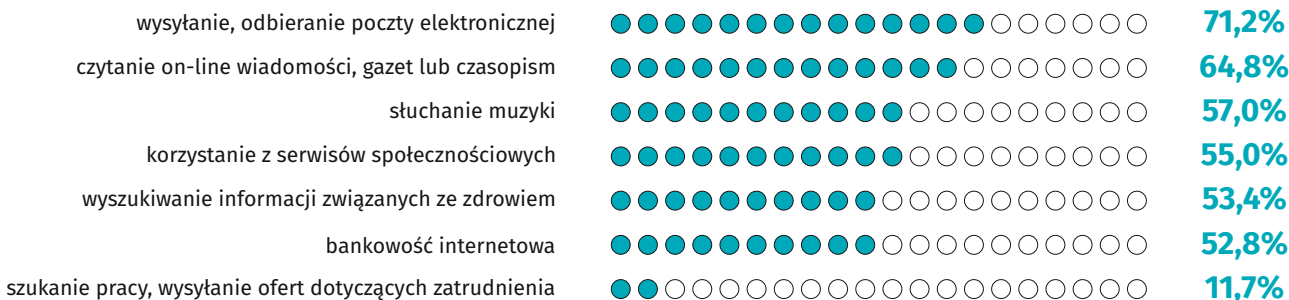 wysyłanie, odbieranie poczty elektronicznej 71,2%
czytanie on-line wiadomości, gazet lub czasopism 64,8%
słuchanie muzyki 57,0%
korzystanie z serwisów społecznościowych 55,0%
wyszukiwanie informacji związanych ze zdrowiem 53,4%
bankowość internetowa 52,8%
szukanie pracy, wysyłanie ofert dotyczących zatrudnienia 11,7%